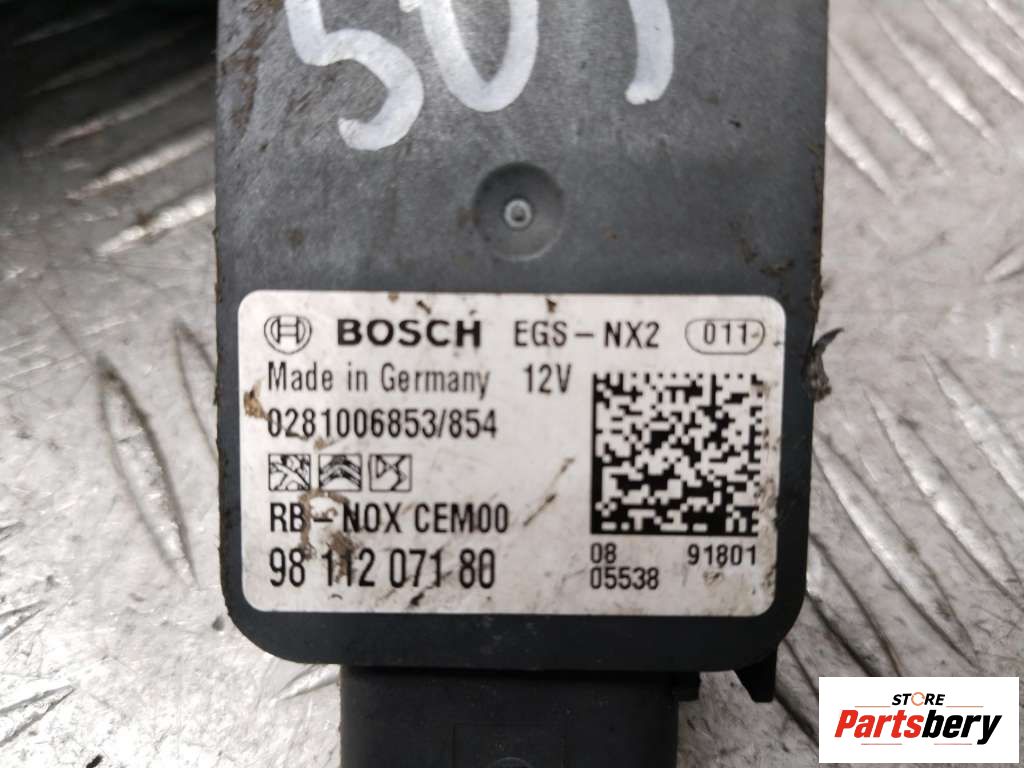 BOSCH EGS-NX2 011
Made in Germany 12V
0281006853/854
RB-NOX CEM00
98 112 071 80
08 91801
05538
STORE
Partsbery